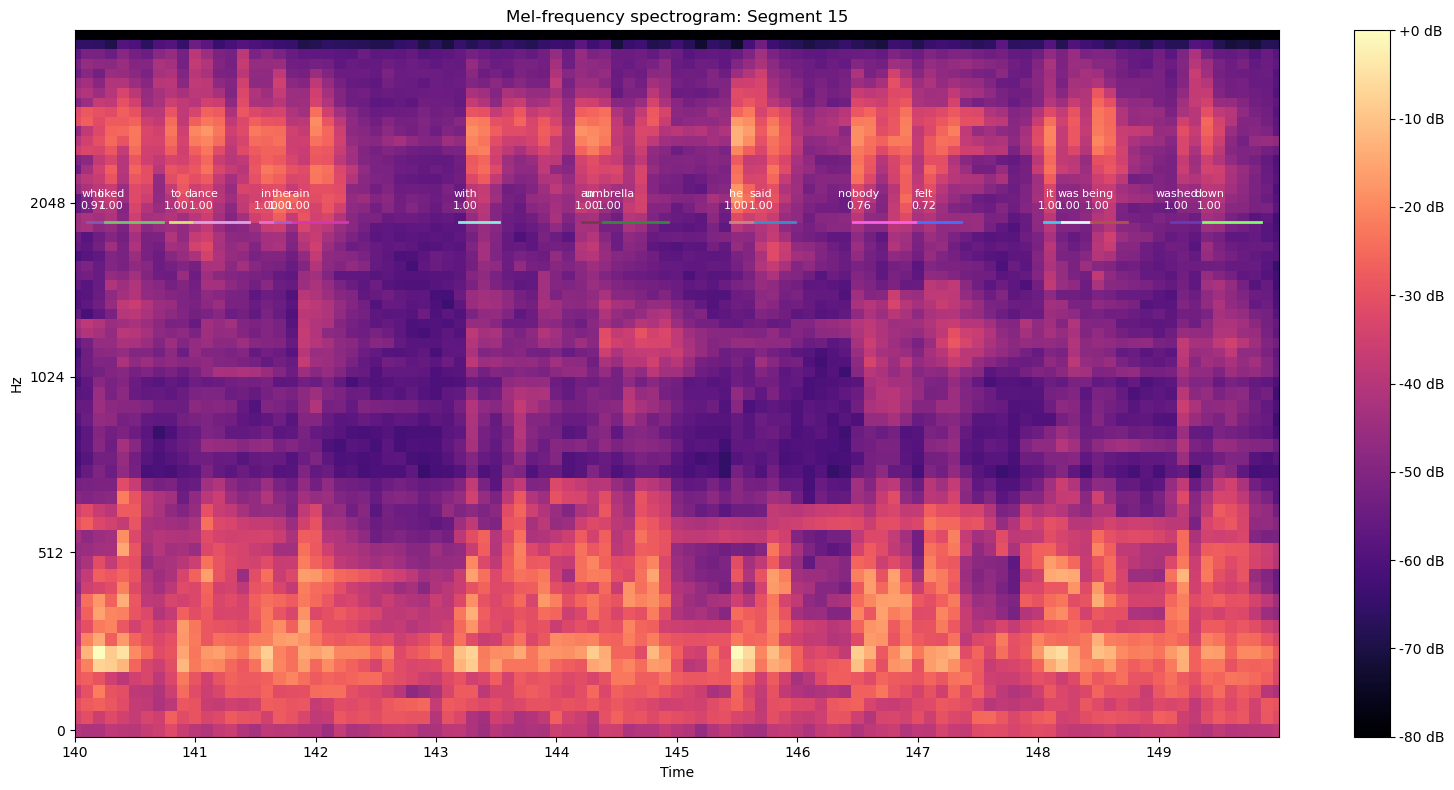 Mel-frequency spectrogram: Segment 15
who liked to dance in the rain with an umbrella he said nobody felt it was being washed down
0.97 1.00 1.00 1.00 1.00 1.00 1.00 1.00 1.00 1.00 1.00 1.00 0.76 0.72 1.00 1.00 1.00 1.00 1.00
Hz
2048
1024
512
0
140 141 142 143 144 145 146 147 148 149
Time
+0 dB
-10 dB
-20 dB
-30 dB
-40 dB
-50 dB
-60 dB
-70 dB
-80 dB